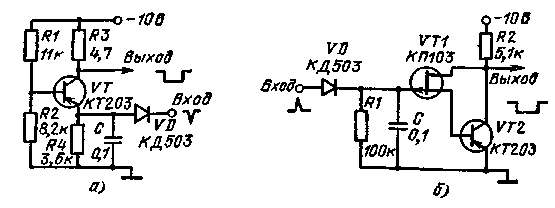 -10В
R1
11к
R3
4,7
Выход
VT
КТ203
Вход
R2
8,2к
R4
3,6к
C
0,1
VD
КД503
а)
-10В
VT1
КП103
R2
5,1к
VD
КД503
Вход
Выход
R1
100к
C
0,1
VT2
КТ203
б)